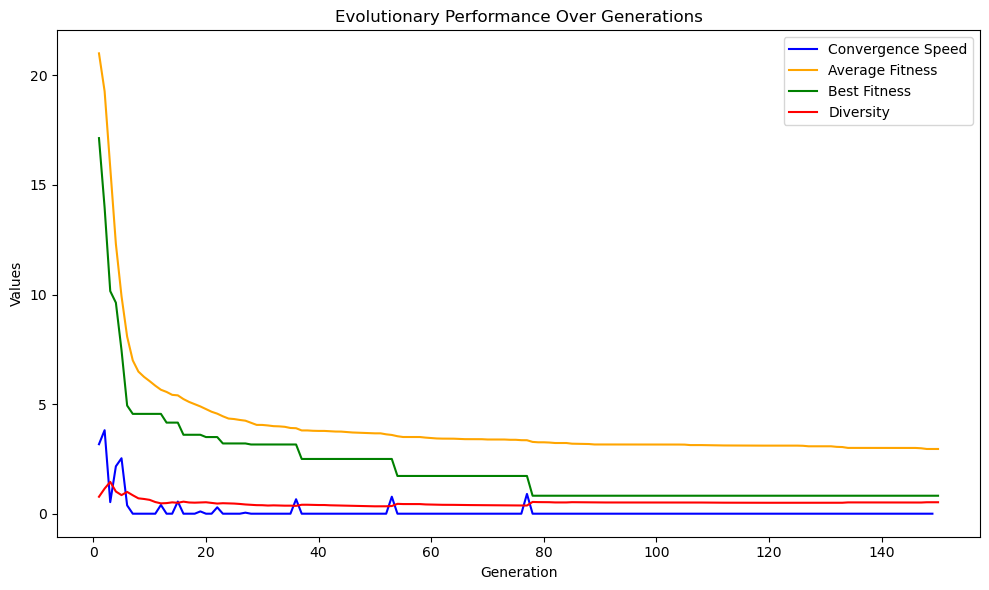 Evolutionary Performance Over Generations
Convergence Speed
Average Fitness
Best Fitness
Diversity
Values
20
15
10
5
0
0 20 40 60 80 100 120 140
Generation